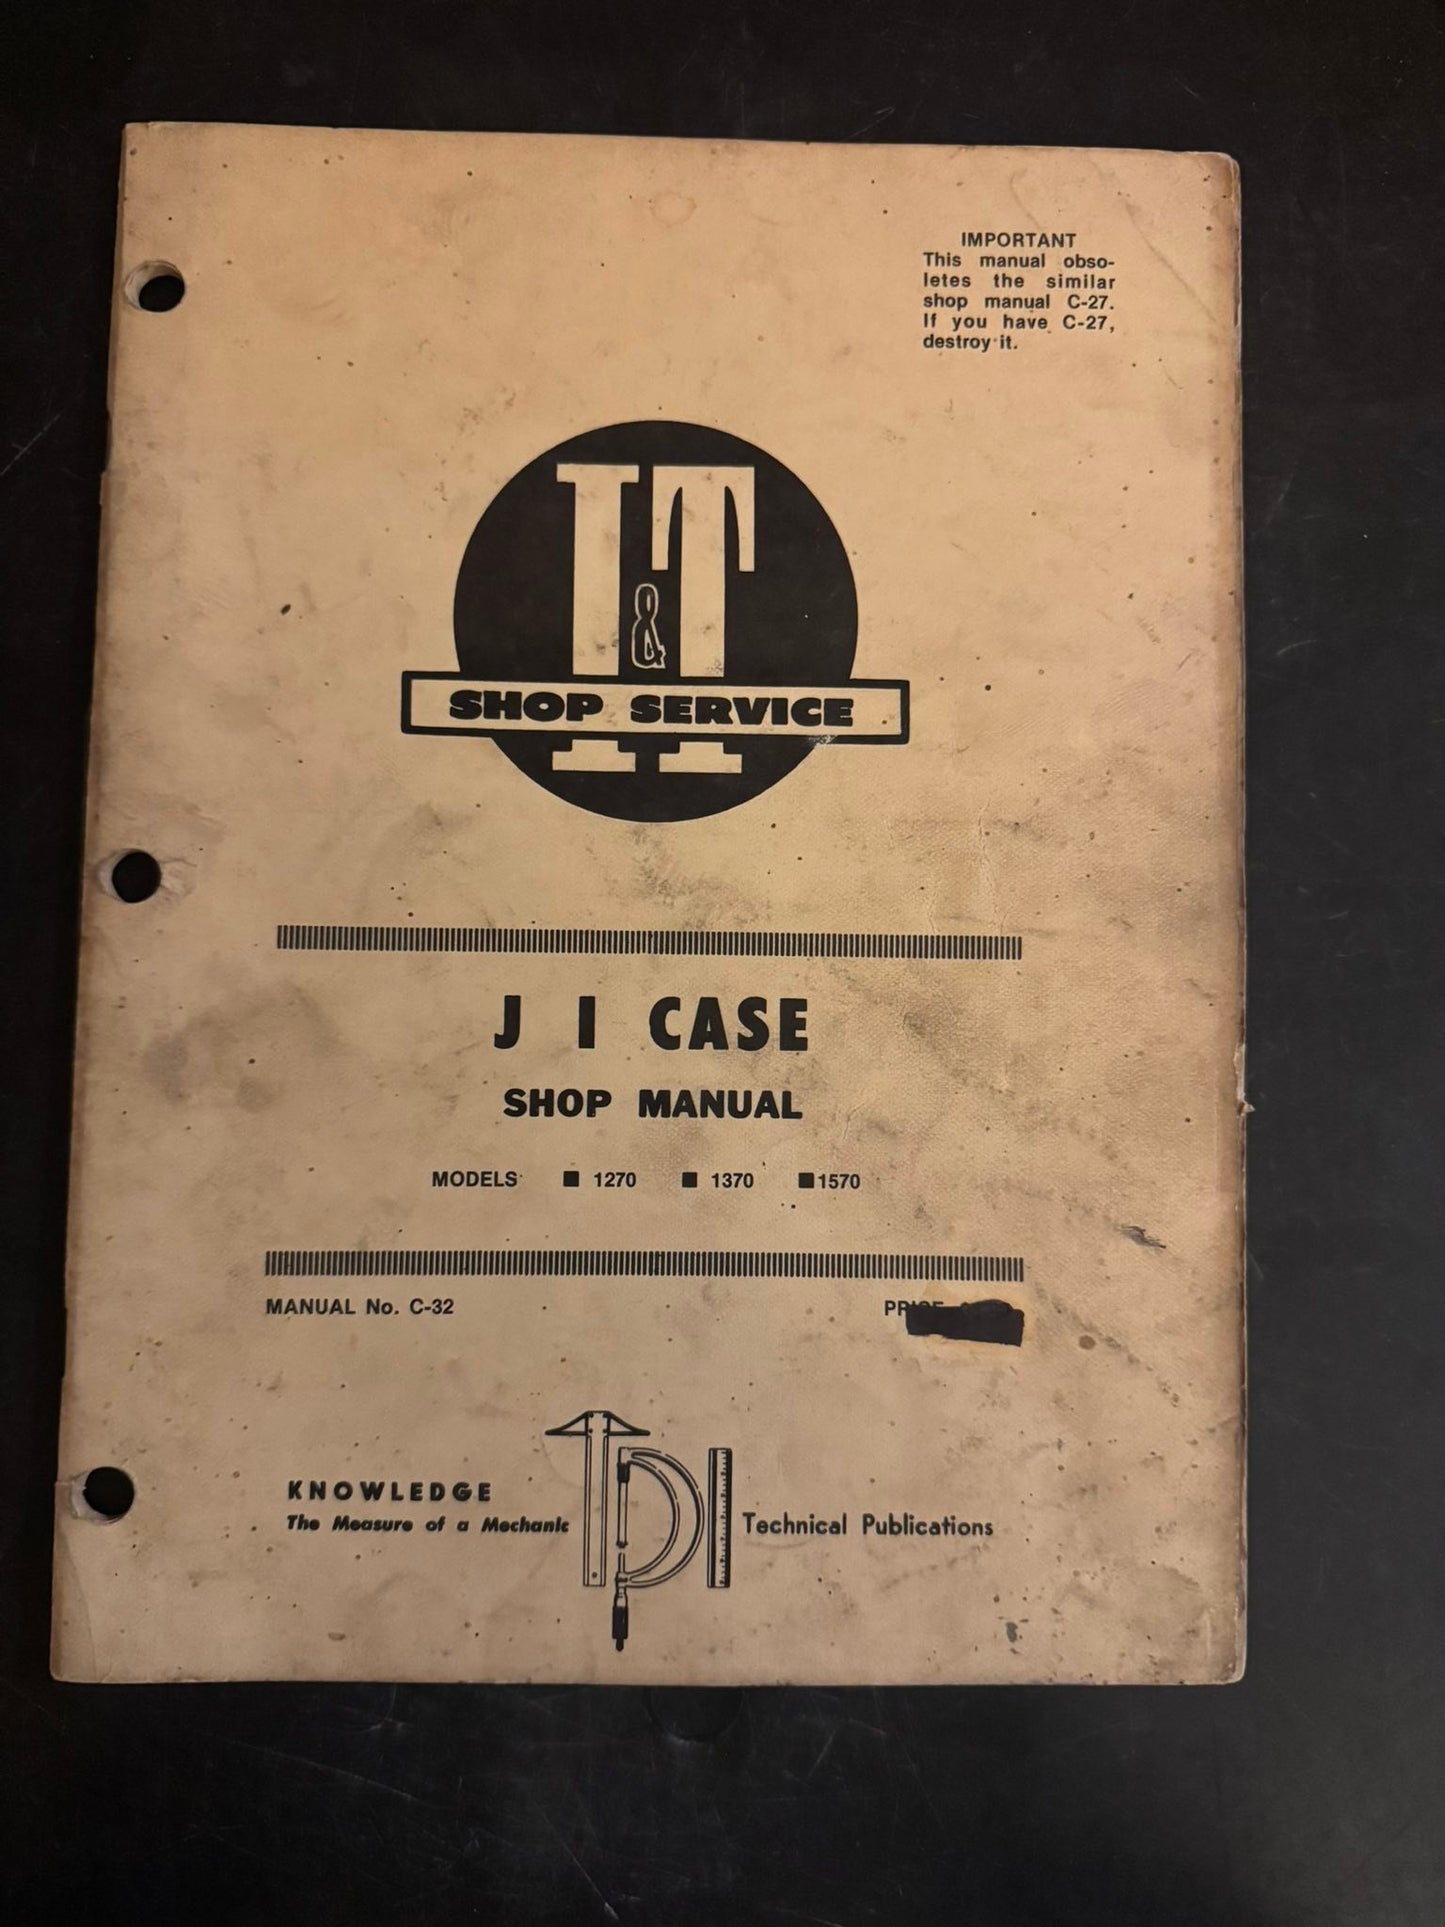 IMPORTANT
This manual obso-
letes the similar
shop manual C-27.
If you have C-27,
destroy it.
I&T
SHOP SERVICE
J I CASE
SHOP MANUAL
MODELS ■ 1270 ■ 1370 ■ 1570
MANUAL No. C-32 PRICE
KNOWLEDGE
The Measure of a Mechanic
Technical Publications